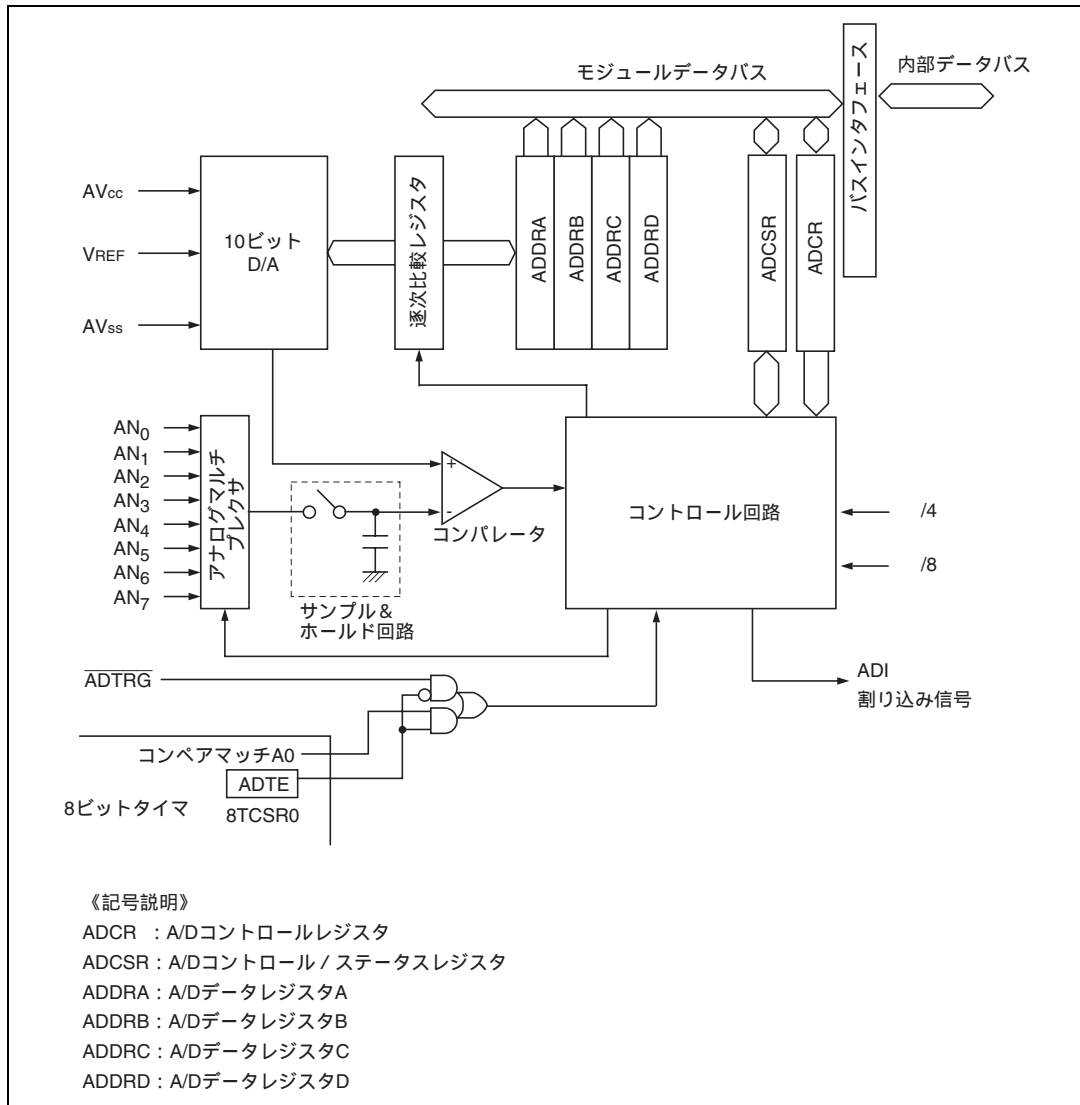 モジュールデータバス
内部データバス
バスインタフェース
AVcc
VREF
AVss
10ビット
D/A
逐次比較レジスタ
ADDRA
ADDRB
ADDRC
ADDRD
ADCSR
ADCR
AN0
AN1
AN2
AN3
AN4
AN5
AN6
AN7
アナログマルチ
プレクサ
+
-
コンパレータ
サンプル&
ホールド回路
コントロール回路
/4
/8
ADTRG
ADI
割り込み信号
コンペアマッチA0
ADTE
8ビットタイマ
8TCSR0
《記号説明》
ADCR :A/Dコントロールレジスタ
ADCSR:A/Dコントロール/ステータスレジスタ
ADDRA:A/DデータレジスタA
ADDRB:A/DデータレジスタB
ADDRC:A/DデータレジスタC
ADDRD:A/DデータレジスタD